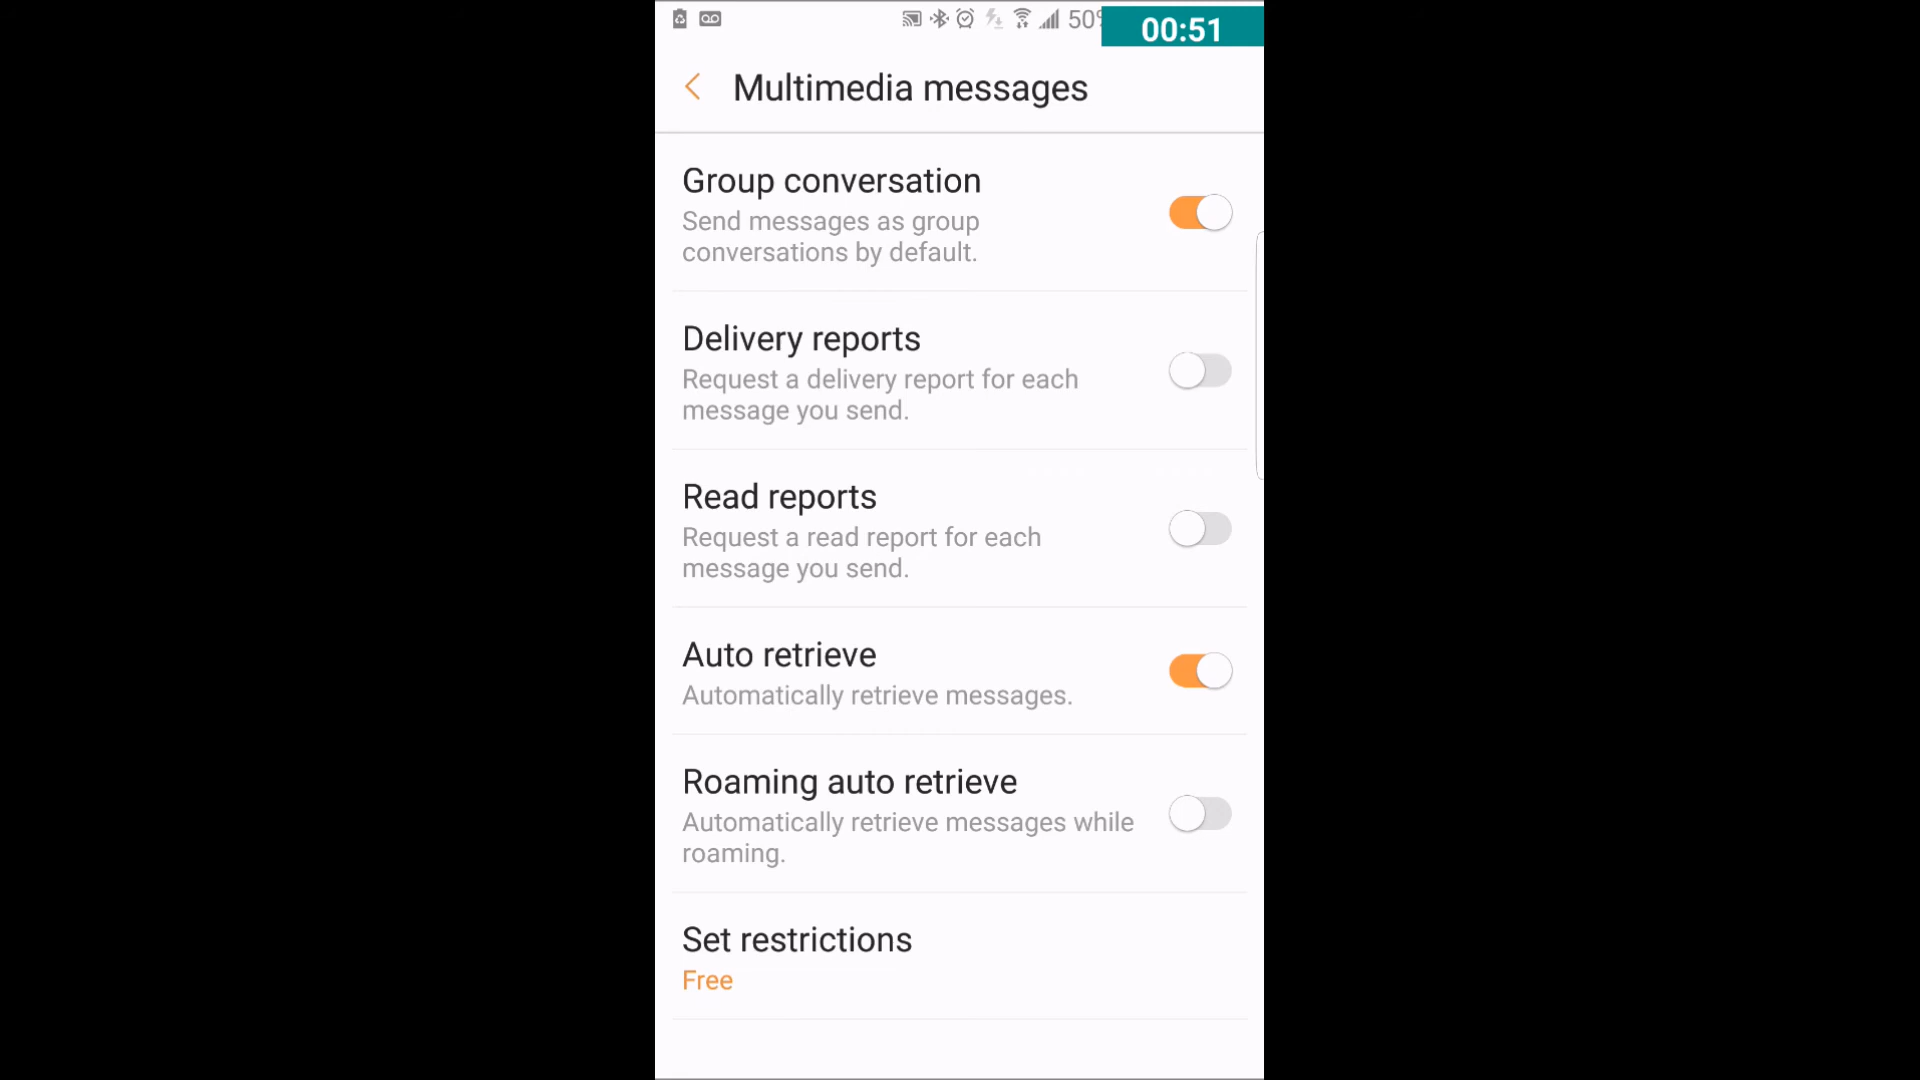 50%
00:51
Multimedia messages
Group conversation
Send messages as group
conversations by default.
Delivery reports
Request a delivery report for each
message you send.
Read reports
Request a read report for each
message you send.
Auto retrieve
Automatically retrieve messages.
Roaming auto retrieve
Automatically retrieve messages while
roaming.
Set restrictions
Free